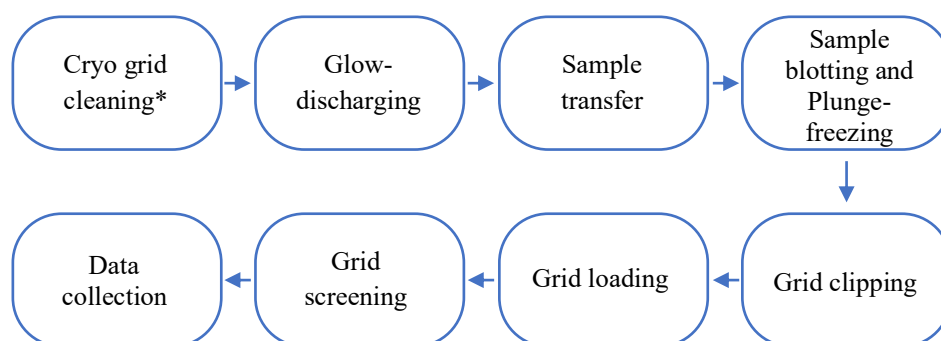 Cryo grid
cleaning*
Glow-
discharging
Sample
transfer
Sample
blotting and
Plunge-
freezing
Grid clipping
Grid loading
Grid
screening
Data
collection